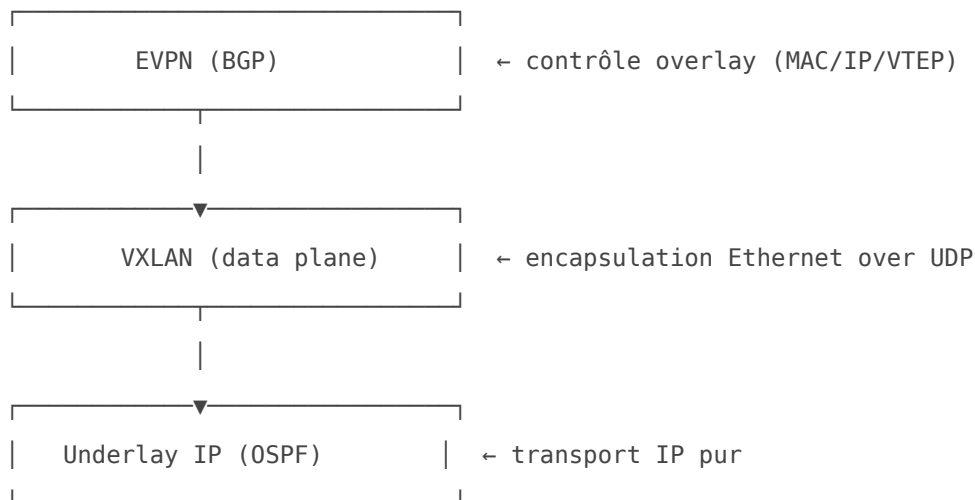 EVPN (BGP) ← contrôle overlay (MAC/IP/VTEP)
VXLAN (data plane) ← encapsulation Ethernet over UDP
Underlay IP (OSPF) ← transport IP pur